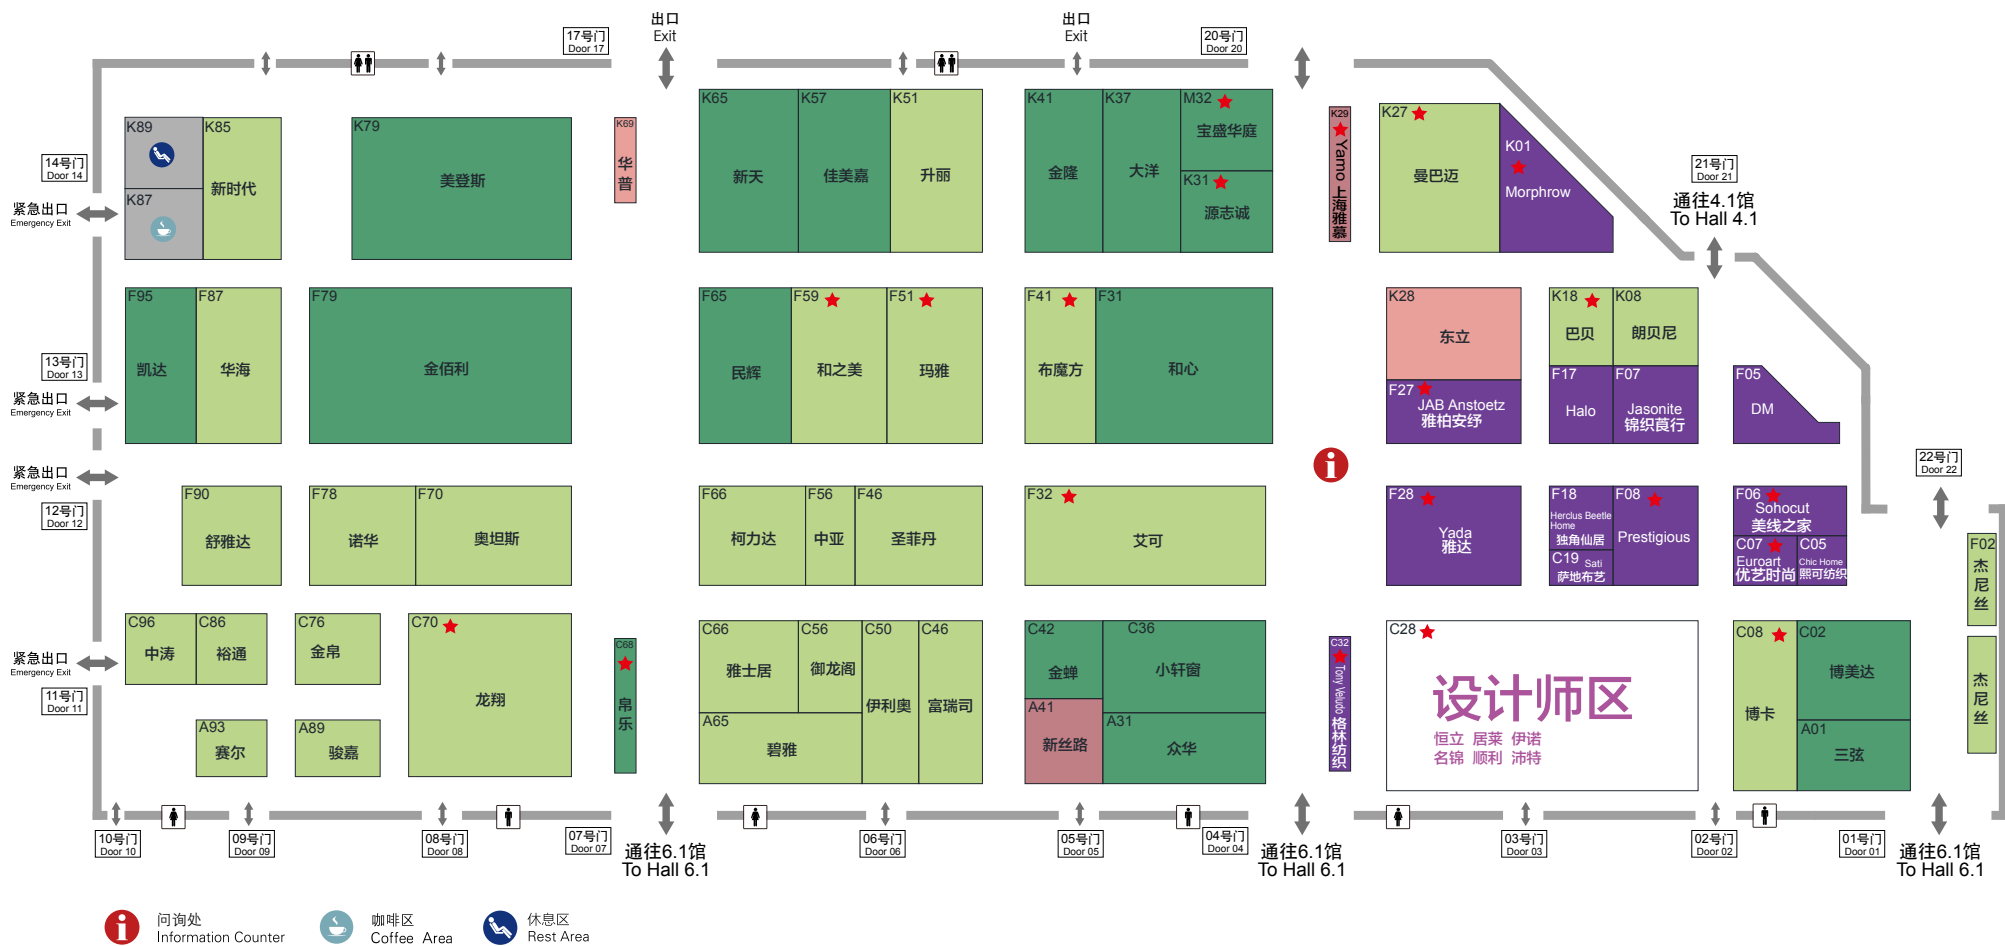 出口
Exit
出口
Exit
17号门
Door 17
20号门
Door 20
K65
新天
K57
佳美嘉
K51
升丽
K41
金隆
K37
大洋
M32
宝盛华庭
K31
源志诚
K29
Yamo 上海雅慕
K27
曼巴迈
K01
Morphrow
K89
K87
K85
新时代
K79
美登斯
K69
华普
14号门
Door 14
紧急出口
Emergency Exit
21号门
Door 21
通往4.1馆
To Hall 4.1
F95
凯达
F87
华海
F79
金佰利
F65
民辉
F59
和之美
F51
玛雅
F41
布魔方
F31
和心
K28
东立
F27
JAB Anstoetz
雅柏安纾
K18
巴贝
K08
朗贝尼
F17
Halo
F07
Jasonite
锦织莨行
F05
DM
13号门
Door 13
紧急出口
Emergency Exit
紧急出口
Emergency Exit
12号门
Door 12
22号门
Door 22
F90
舒雅达
F78
诺华
F70
奥坦斯
F66
柯力达
F56
中亚
F46
圣菲丹
F32
艾可
F28
Yada
雅达
F18
Herclus Beetle
Home
独角仙居
C19 Sati
萨地布艺
F08
Prestigious
F06
Sohocut
美线之家
C07
Euroart
优艺时尚
C05
Chic Home
熙可纺织
F02
杰尼丝
杰尼丝
紧急出口
Emergency Exit
11号门
Door 11
C96
中涛
C86
裕通
C76
金帛
C70
龙翔
A93
赛尔
A89
骏嘉
C68
帛乐
C66
雅士居
C56
御龙阁
C50
伊利奥
C46
富瑞司
A65
碧雅
C42
金蝉
C36
小轩窗
A41
新丝路
A31
众华
C32
Tony Veludo 格林纺织
C28
设计师区
恒立 居莱 伊诺
名锦 顺利 沛特
C08
博卡
C02
博美达
A01
三弦
10号门
Door 10
09号门
Door 09
08号门
Door 08
07号门
Door 07
通往6.1馆
To Hall 6.1
06号门
Door 06
05号门
Door 05
04号门
Door 04
通往6.1馆
To Hall 6.1
03号门
Door 03
02号门
Door 02
01号门
Door 01
通往6.1馆
To Hall 6.1
问询处
Information Counter
咖啡区
Coffee Area
休息区
Rest Area